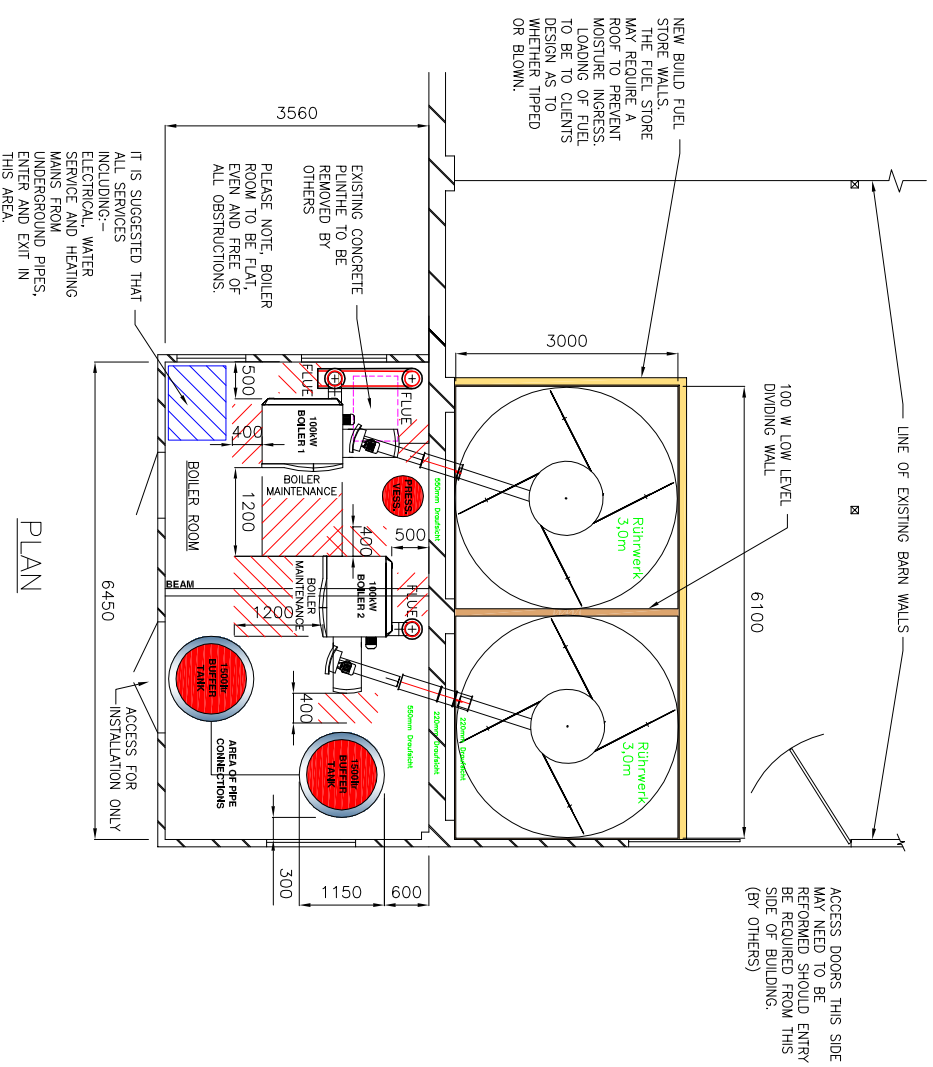 ACCESS DOORS THIS SIDE
MAY NEED TO BE
REFORMED SHOULD ENTRY
BE REQUIRED FROM THIS
SIDE OF BUILDING.
(BY OTHERS)
LINE OF EXISTING BARN WALLS
100 W LOW LEVEL
DIVIDING WALL
6100
3000
NEW BUILD FUEL
STORE WALLS.
THE FUEL STORE
MAY REQUIRE A
ROOF TO PREVENT
MOISTURE INGRESS.
LOADING OF FUEL
TO BE TO CLIENTS
DESIGN AS TO
WHETHER TIPPED
OR BLOWN.
Rührwerk
3,0m
Rührwerk
3,0m
3560
EXISTING CONCRETE
PLINTHE TO BE
REMOVED BY
OTHERS
PLEASE NOTE, BOILER
ROOM TO BE FLAT,
EVEN AND FREE OF
ALL OBSTRUCTIONS.
IT IS SUGGESTED THAT
ALL SERVICES
INCLUDING:-
ELECTRICAL, WATER
SERVICE AND HEATING
MAINS FROM
UNDERGROUND PIPES,
ENTER AND EXIT IN
THIS AREA.
FLUE
FLUE
500
400
100kW
BOILER 1
BOILER
MAINTENANCE
1200
PRESS.
VESS.
550mm Draufsicht
500
400
100kW
BOILER 2
FLUE
BOILER
MAINTENANCE
1200
400
220mm Draufsicht
220mm Draufsicht
560mm Draufsicht
BOILER ROOM
BEAM
1500ltr
BUFFER
TANK
1500ltr
BUFFER
TANK
AREA OF PIPE
CONNECTIONS
ACCESS FOR
INSTALLATION ONLY
300
1150
600
6450
PLAN